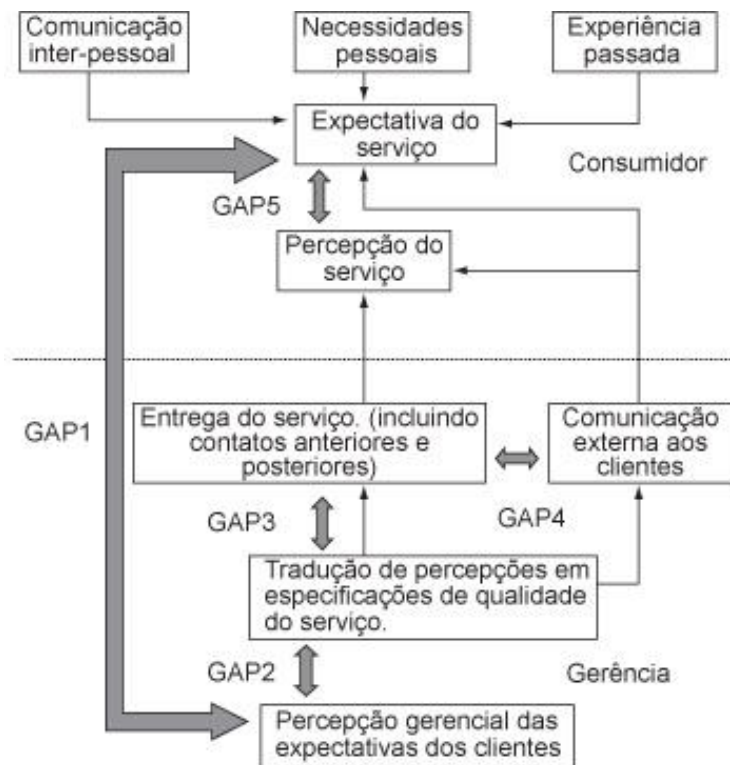 Comunicação
inter-pessoal
Necessidades
pessoais
Experiência
passada
Expectativa do
serviço
Consumidor
GAP5
Percepção do
serviço
GAP1
Entrega do serviço. (incluindo
contatos anteriores e
posteriores)
Comunicação
externa aos
clientes
GAP3
GAP4
Tradução de percepções em
especificações de qualidade
do serviço.
GAP2
Gerência
Percepção gerencial das
expectativas dos clientes